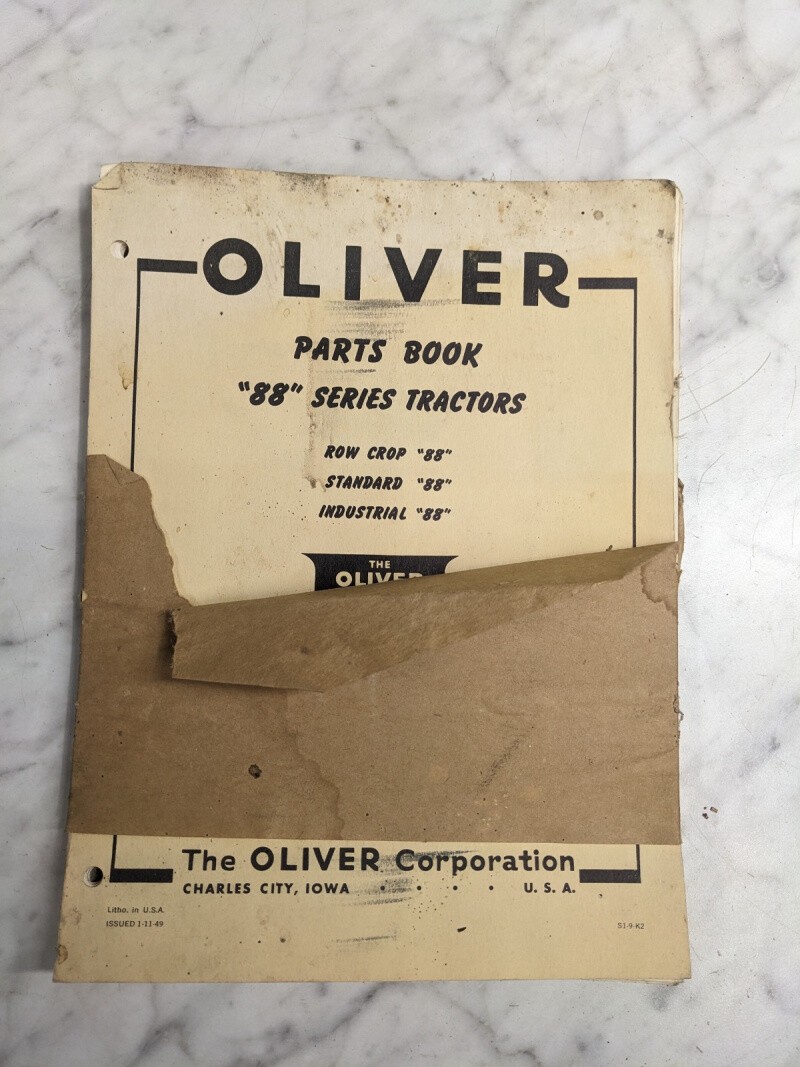 OLIVER
PARTS BOOK
"88" SERIES TRACTORS
ROW CROP "88"
STANDARD "88"
INDUSTRIAL "88"
THE
OLIVER
The OLIVER Corporation
CHARLES CITY, IOWA . . . . U. S. A.
Litho. in U.S.A.
ISSUED 1-11-49
S1-9-K2